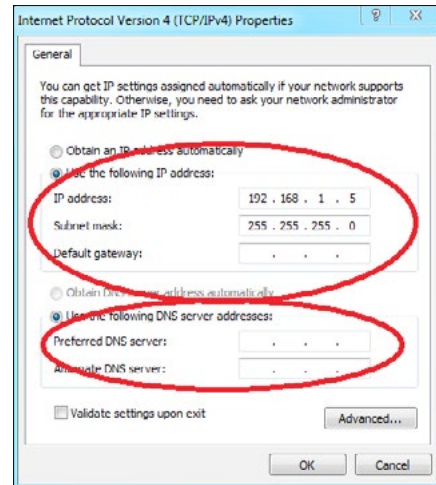 Internet Protocol Version 4 (TCP/IPv4) Properties
General
You can get IP settings assigned automatically if your network supports
this capability. Otherwise, you need to ask your network administrator
for the appropriate IP settings.
Obtain an IP address automatically
Use the following IP address:
IP address: 192 . 168 . 1 . 5
Subnet mask: 255 . 255 . 255 . 0
Default gateway: . . .
Obtain DNS server address automatically
Use the following DNS server addresses:
Preferred DNS server: . . .
Alternate DNS server: . . .
Validate settings upon exit
Advanced...
OK Cancel